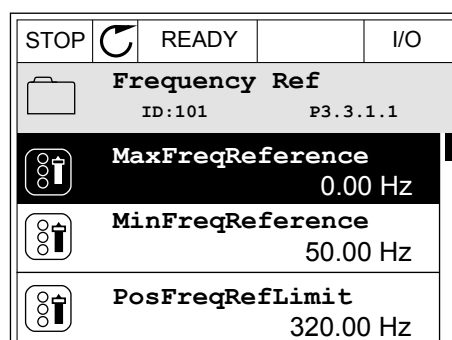 STOP READY I/O
Frequency Ref
ID:101 P3.3.1.1
MaxFreqReference
0.00 Hz
MinFreqReference
50.00 Hz
PosFreqRefLimit
320.00 Hz